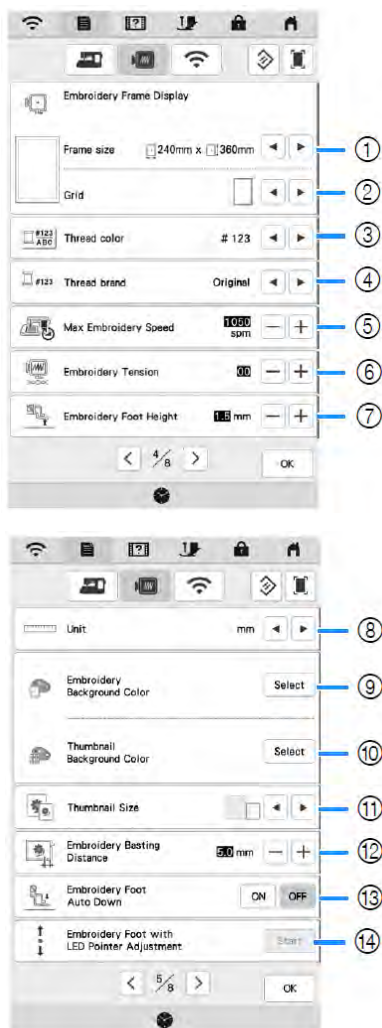 Embroidery Frame Display
Frame size 240mm x 360mm ①
Grid ②
#123
ABC Thread color # 123 ③
#123 Thread brand Original ④
Max Embroidery Speed 1050
spm ⑤
Embroidery Tension 00 ⑥
Embroidery Foot Height 1.5 mm ⑦
< 4/8 > OK
Unit mm ⑧
Embroidery
Background Color Select ⑨
Thumbnail
Background Color Select ⑩
Thumbnail Size ⑪
Embroidery Basting
Distance 5.0 mm ⑫
Embroidery Foot
Auto Down ON OFF ⑬
Embroidery Foot with
LED Pointer Adjustment Start ⑭
< 5/8 > OK